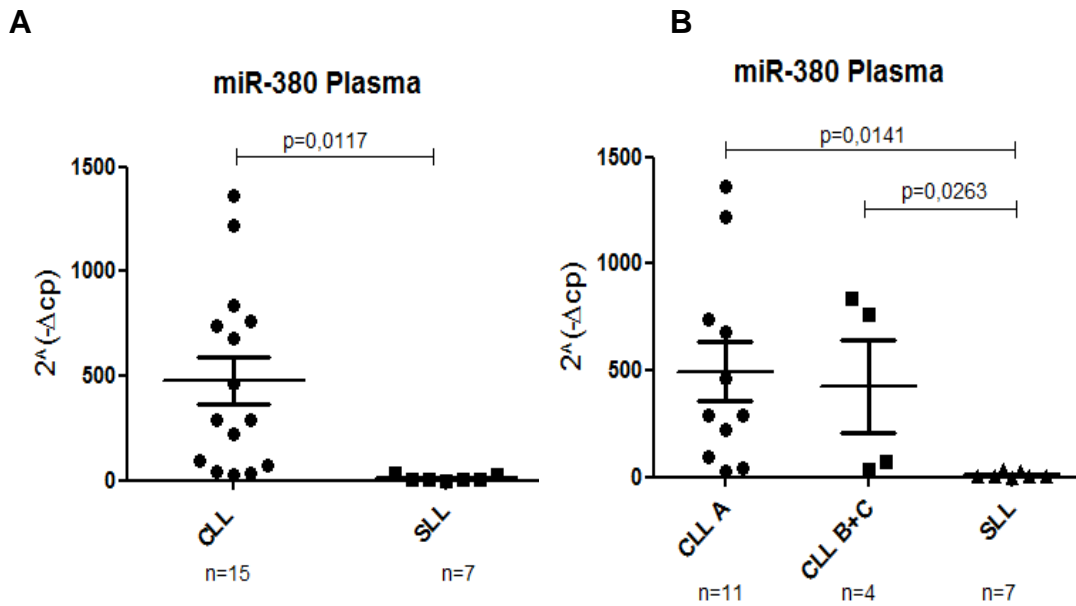 A
miR-380 Plasma
p=0,0117
2^(-Δcp)
1500
1000
500
0
CLL
SLL
n=15
n=7
B
miR-380 Plasma
p=0,0141
p=0,0263
2^(-Δcp)
1500
1000
500
0
CLL A
CLL B+C
SLL
n=11
n=4
n=7